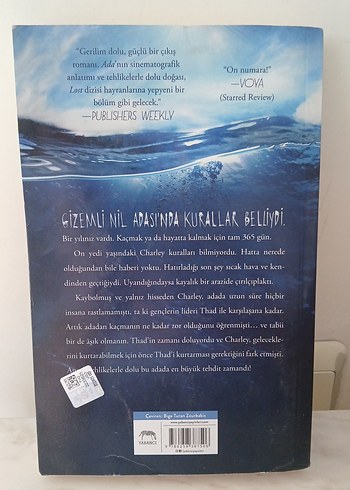 "Gerilim dolu, güçlü bir çıkış
romanı. Ada'nın sinematografik
anlatımı ve tehlikelerle dolu doğası,
Lost dizisi hayranlarına yepyeni bir
bölüm gibi gelecek."
—PUBLISHERS WEEKLY
"On numara!"
—VOYA
(Starred Review)
GİZEMLİ NİL ADASI'NDA KURALLAR BELLİYDİ.
Bir yılınız vardı. Kaçmak ya da hayatta kalmak için tam 365 gün.
On yedi yaşındaki Charley kuralları bilmiyordu. Hatta nerede
olduğundan bile haberi yoktu. Hatırladığı son şey sıcak hava ve ken-
dinden geçtiğiydi. Uyandığındaysa kayalık bir arazide çırılçıplaktı.
Kaybolmuş ve yalnız hisseden Charley, adada uzun süre hiçbir
insana rastlamamıştı, ta ki gençlerin lideri Thad ile karşılaşana kadar.
Artık adadan kaçmanın ne kadar zor olduğunu öğrenmişti... ve tabii
bir de âşık olmanın. Thad'in zamanı doluyordu ve Charley, gelecekle-
rini kurtarabilmek için önce Thad'i kurtarması gerektiğini fark etmişti.
tehlikelerle dolu bu adada en büyük tehdit zamandı!
Çeviren: Bige Turan Zourbakis
YABANCI
www.yabanciyayinlari.com